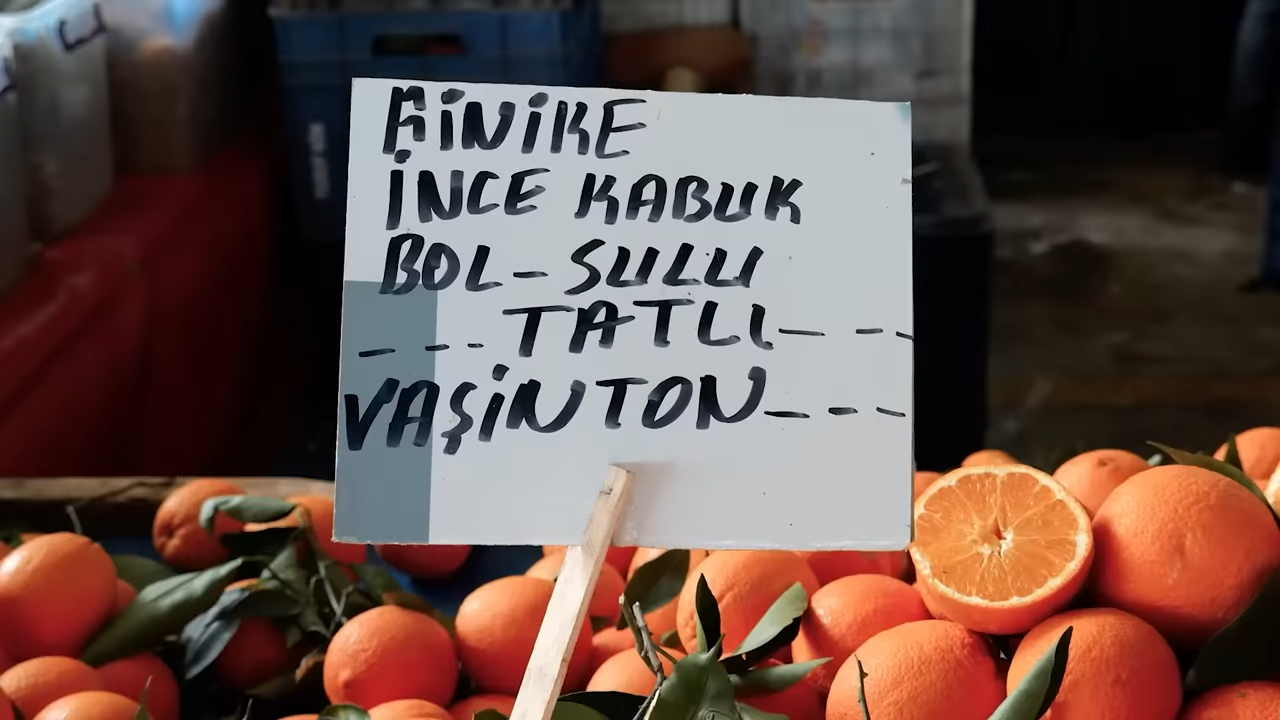 FİNİKE
İNCE KABUK
BOL-SULU
- - - TATLI- - -
VAŞİNTON- - -